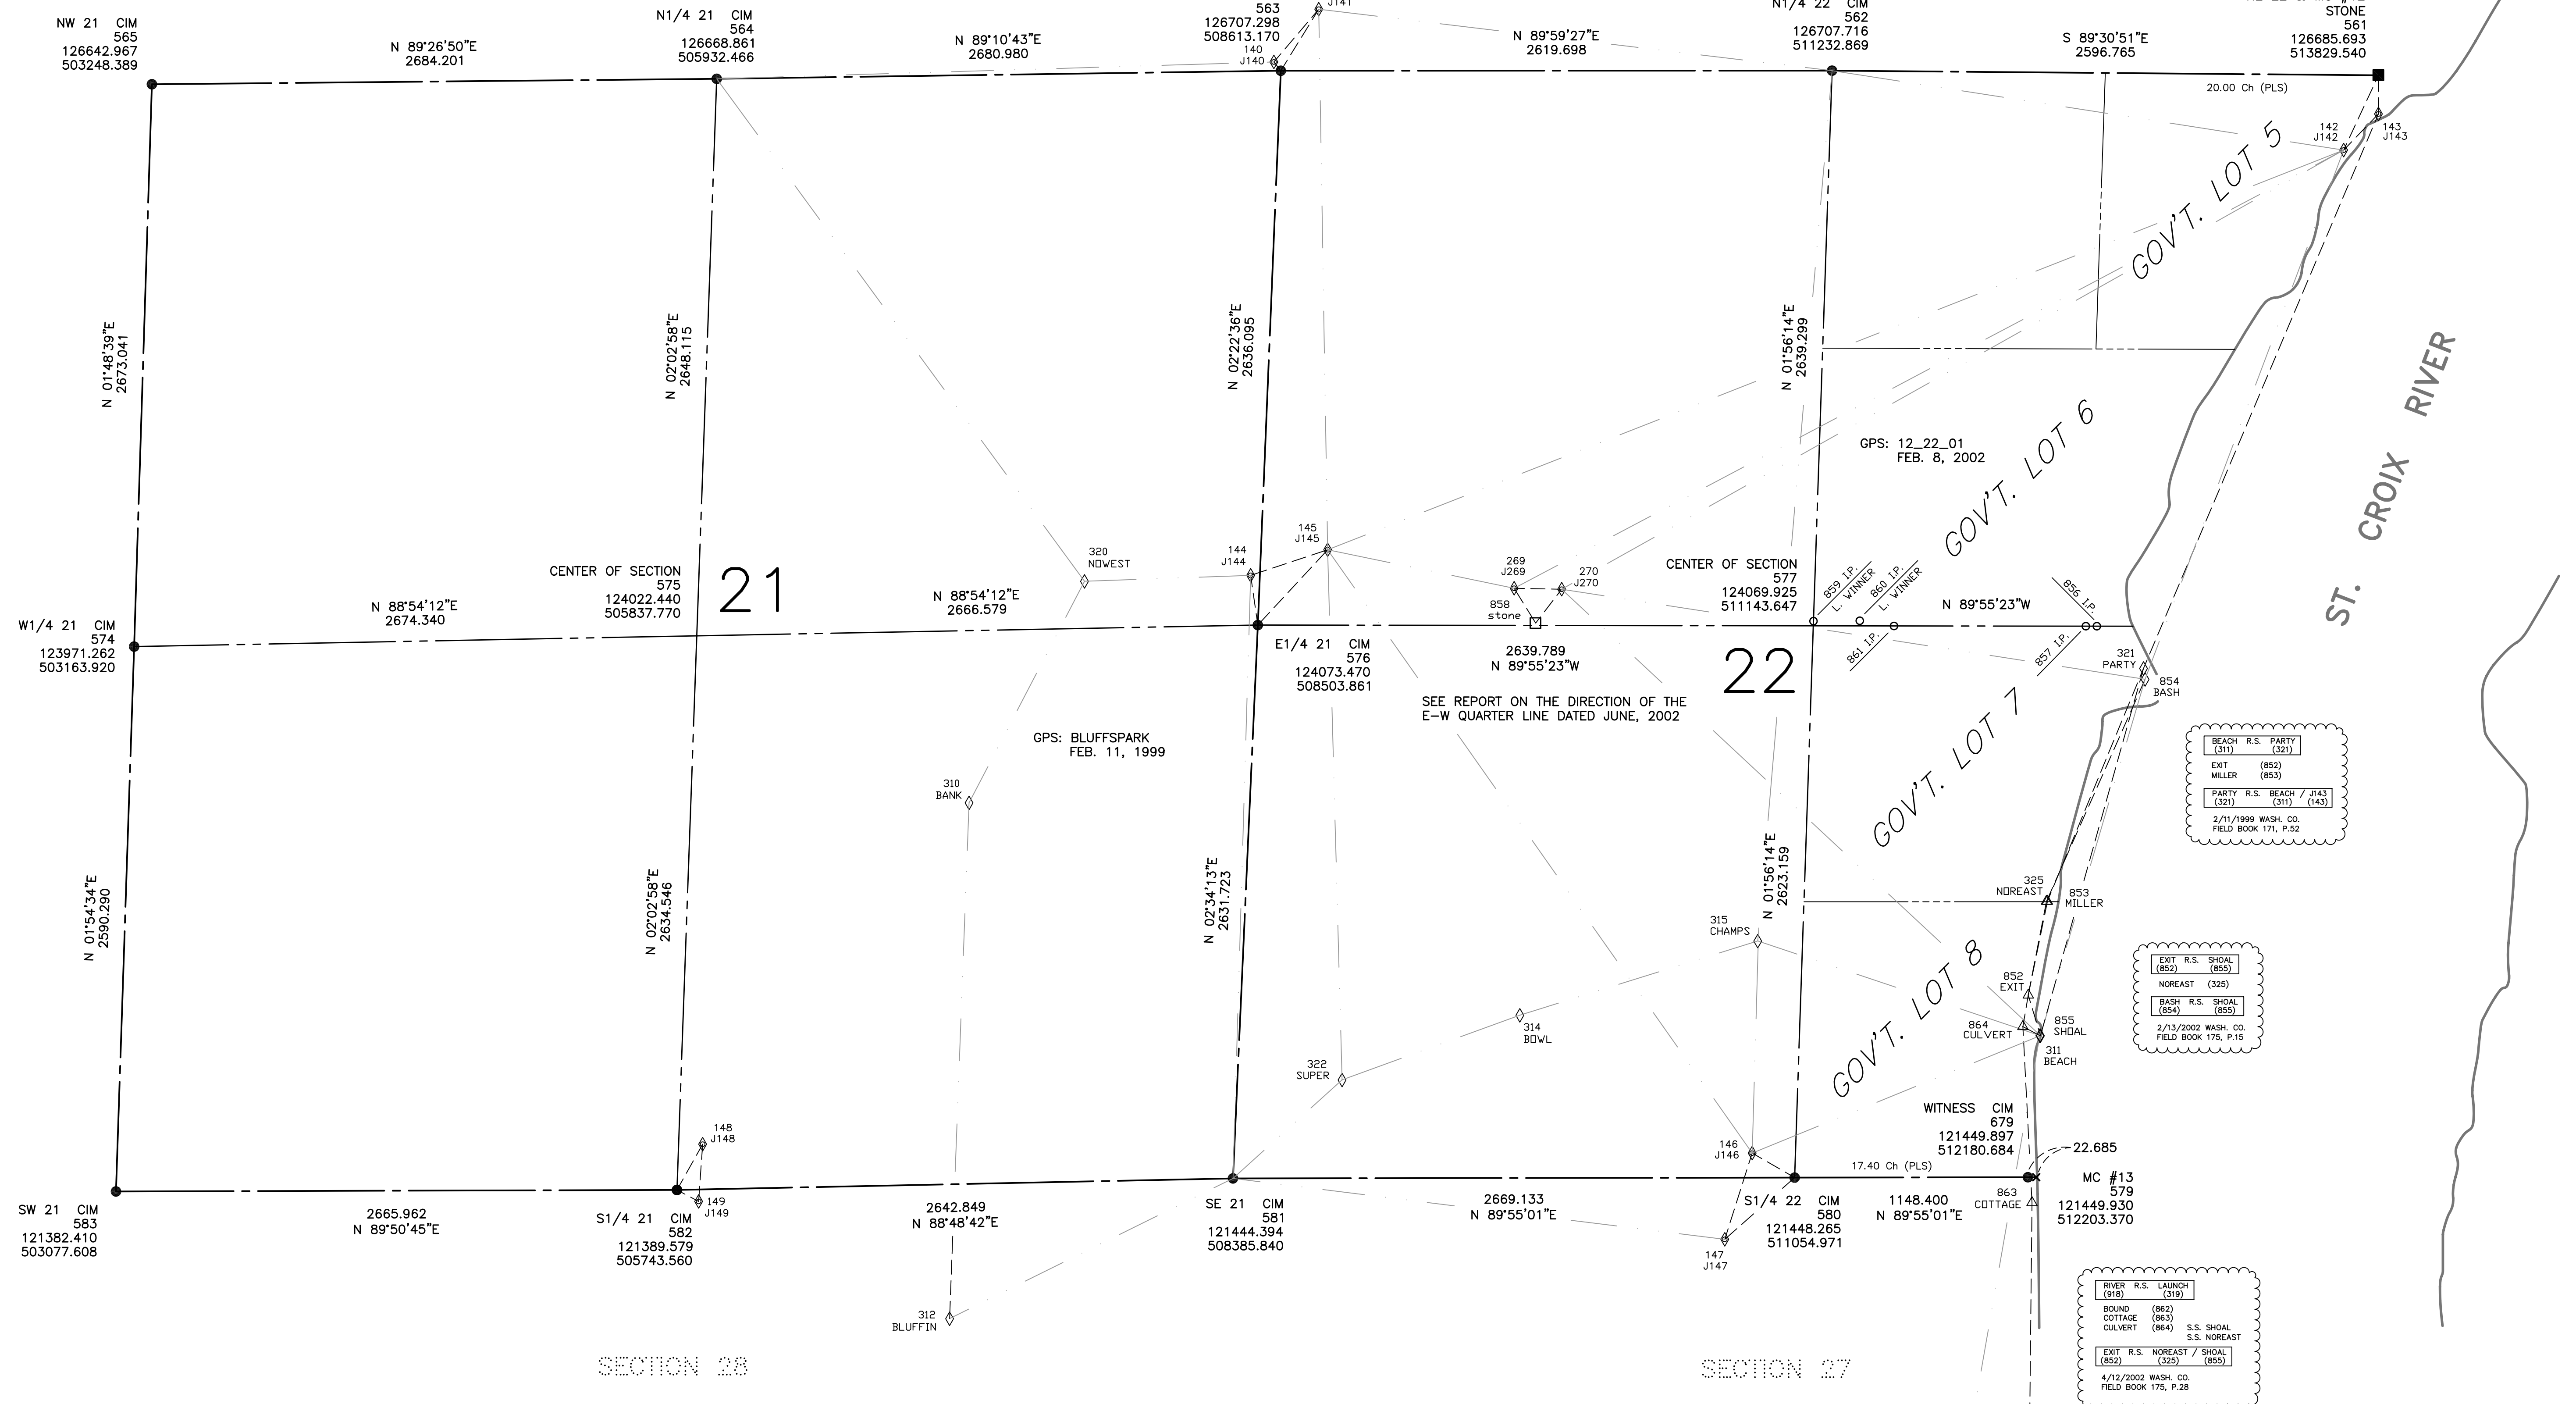 NW 21 CIM
565
126642.967
503248.389
N 89°26'50"E
2684.201
N1/4 21 CIM
564
126668.861
505932.466
N 89°10'43"E
2680.980
563
126707.298
508613.170
140
J140
J141
N 89°59'27"E
2619.698
N1/4 22 CIM
562
126707.716
511232.869
S 89°30'51"E
2596.765
STONE
561
126685.693
513829.540
20.00 Ch (PLS)
142
J142
143
J143
GOV'T. LOT 5
N 01°48'39"E
2673.041
N 02°02'58"E
2648.115
N 02°22'36"E
2636.095
N 01°56'14"E
2639.299
GPS: 12_22_01
FEB. 8, 2002
GOV'T. LOT 6
ST. CROIX RIVER
320
NOWEST
144
J144
145
J145
269
J269
270
J270
858
stone
CENTER OF SECTION
575
124022.440
505837.770
21
N 88°54'12"E
2674.340
N 88°54'12"E
2666.579
W1/4 21 CIM
574
123971.262
503163.920
E1/4 21 CIM
576
124073.470
508503.861
2639.789
N 89°55'23"W
SEE REPORT ON THE DIRECTION OF THE
E-W QUARTER LINE DATED JUNE, 2002
CENTER OF SECTION
577
124069.925
511143.647
22
859 I.P.
L. WINNER
860 I.P.
L. WINNER
861 I.P.
N 89°55'23"W
856 I.P.
857 I.P.
321
PARTY
854
BASH
GPS: BLUFFSPARK
FEB. 11, 1999
310
BANK
GOV'T. LOT 7
BEACH R.S. PARTY
(311) (321)
EXIT (852)
MILLER (853)
PARTY R.S. BEACH / J143
(321) (311) (143)
2/11/1999 WASH. CO.
FIELD BOOK 171, P.52
N 01°54'34"E
2590.290
N 02°02'58"E
2634.546
N 02°34'13"E
2631.723
N 01°56'14"E
2623.159
325
NOREAST
853
MILLER
315
CHAMPS
314
BOWL
322
SUPER
GOV'T. LOT 8
852
EXIT
864
CULVERT
855
SHOAL
311
BEACH
EXIT R.S. SHOAL
(852) (855)
NOREAST (325)
BASH R.S. SHOAL
(854) (855)
2/13/2002 WASH. CO.
FIELD BOOK 175, P.15
148
J148
149
J149
146
J146
147
J147
WITNESS CIM
679
121449.897
512180.684
22.685
17.40 Ch (PLS)
MC #13
579
121449.930
512203.370
863
COTTAGE
SW 21 CIM
583
121382.410
503077.608
2665.962
N 89°50'45"E
S1/4 21 CIM
582
121389.579
505743.560
2642.849
N 88°48'42"E
SE 21 CIM
581
121444.394
508385.840
2669.133
N 89°55'01"E
S1/4 22 CIM
580
121448.265
511054.971
1148.400
N 89°55'01"E
312
BLUFFIN
SECTION 28
SECTION 27
RIVER R.S. LAUNCH
(918) (319)
BOUND (862)
COTTAGE (863)
CULVERT (864) S.S. SHOAL
S.S. NOREAST
EXIT R.S. NOREAST / SHOAL
(852) (325) (855)
4/12/2002 WASH. CO.
FIELD BOOK 175, P.28